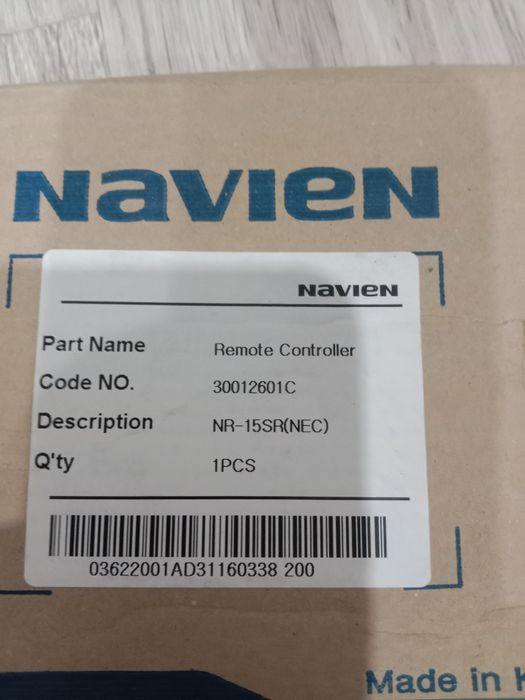 NAVIEN
NAVIEN
Part Name Remote Controller
Code NO. 30012601C
Description NR-15SR(NEC)
Q'ty 1PCS
03622001AD31160338 200
Made in